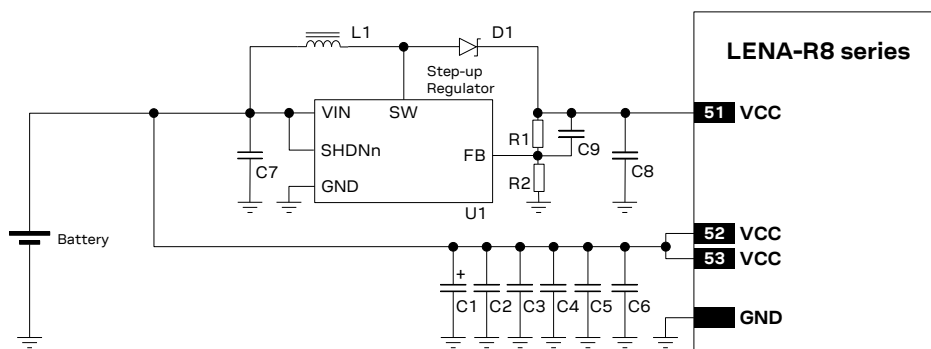 L1
D1
LENA-R8 series
Step-up
Regulator
VIN
SW
51 VCC
R1
C9
SHDNn
FB
C7
C8
R2
GND
U1
Battery
52 VCC
53 VCC
+
C1
C2
C3
C4
C5
C6
GND